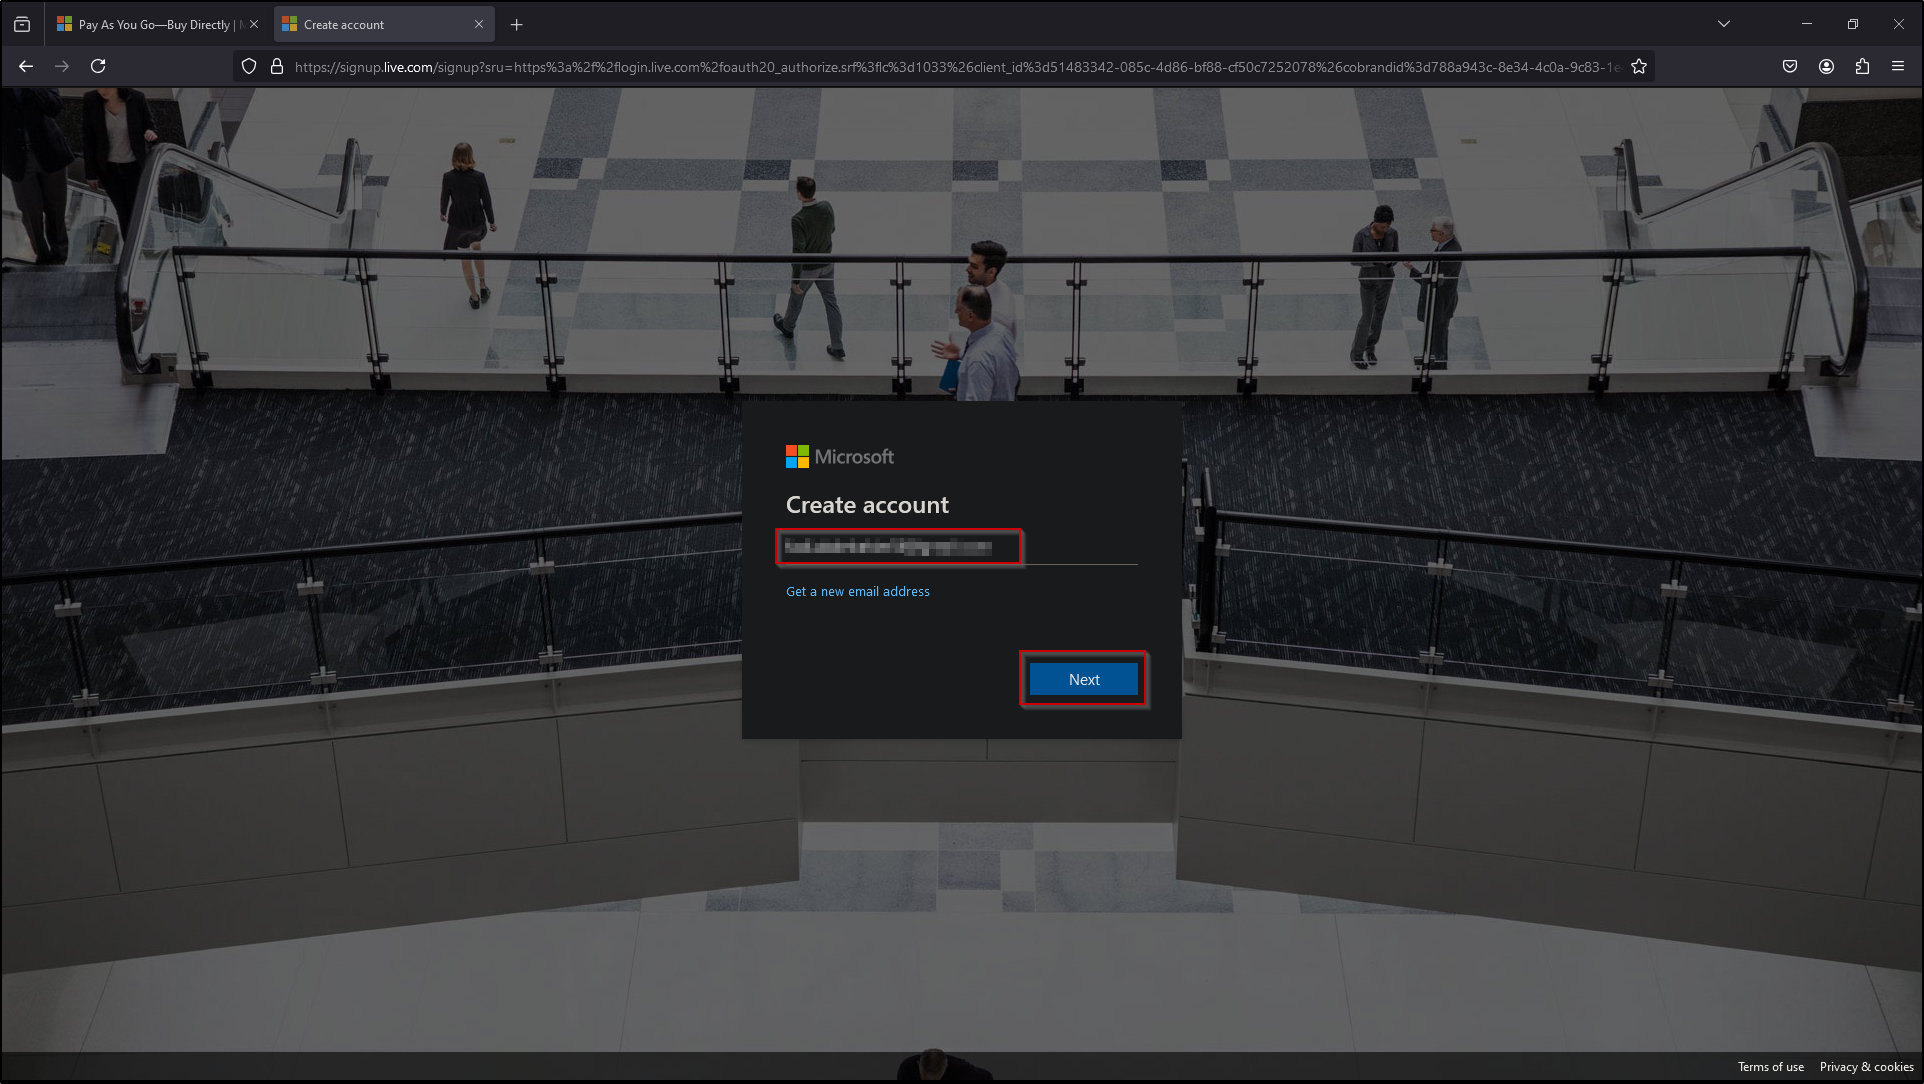 Pay As You Go—Buy Directly |
Create account
https://signup.live.com/signup?sru=https%3a%2f%2flogin.live.com%2foauth20_authorize.srf%3flc%3d1033%26client_id%3d51483342-085c-4d86-bf88-cf50c7252078%26cobrandid%3d788a943c-8e34-4c0a-9c83-1e
Microsoft
Create account
Get a new email address
Next
Terms of use Privacy & cookies